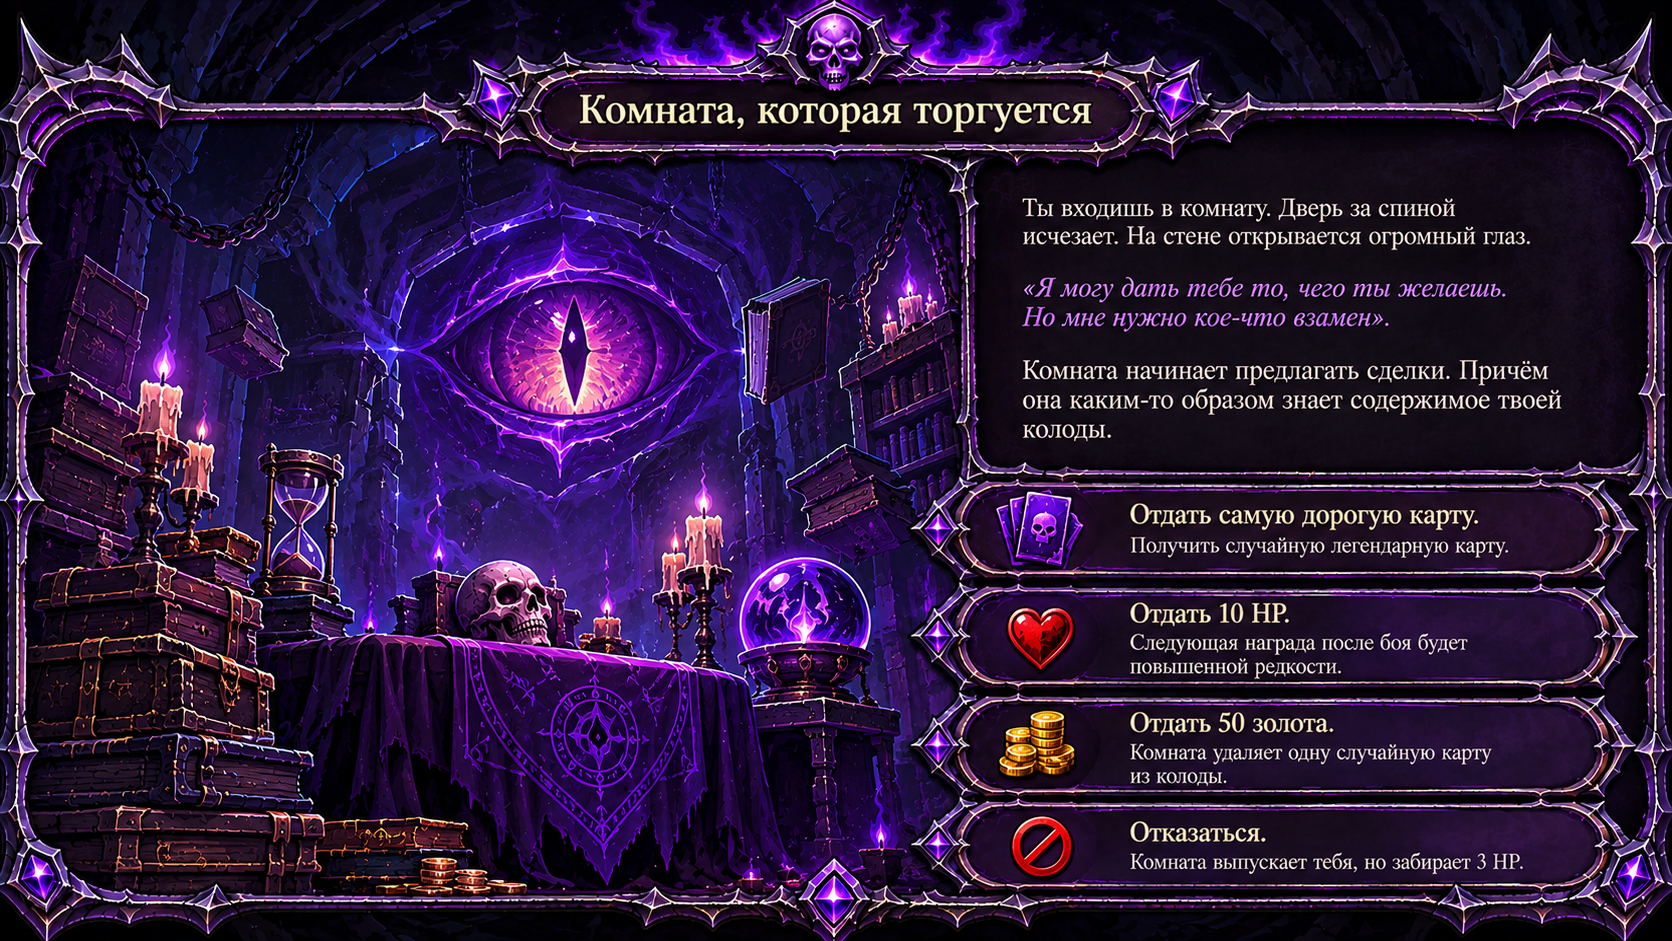 Комната, которая торгуется
Ты входишь в комнату. Дверь за спиной
исчезает. На стене открывается огромный глаз.
«Я могу дать тебе то, чего ты желаешь.
Но мне нужно кое-что взамен».
Комната начинает предлагать сделки. Причём
она каким-то образом знает содержимое твоей
колоды.
Отдать самую дорогую карту.
Получить случайную легендарную карту.
Отдать 10 HP.
Следующая награда после боя будет
повышенной редкости.
Отдать 50 золота.
Комната удаляет одну случайную карту
из колоды.
Отказаться.
Комната выпускает тебя, но забирает 3 HP.